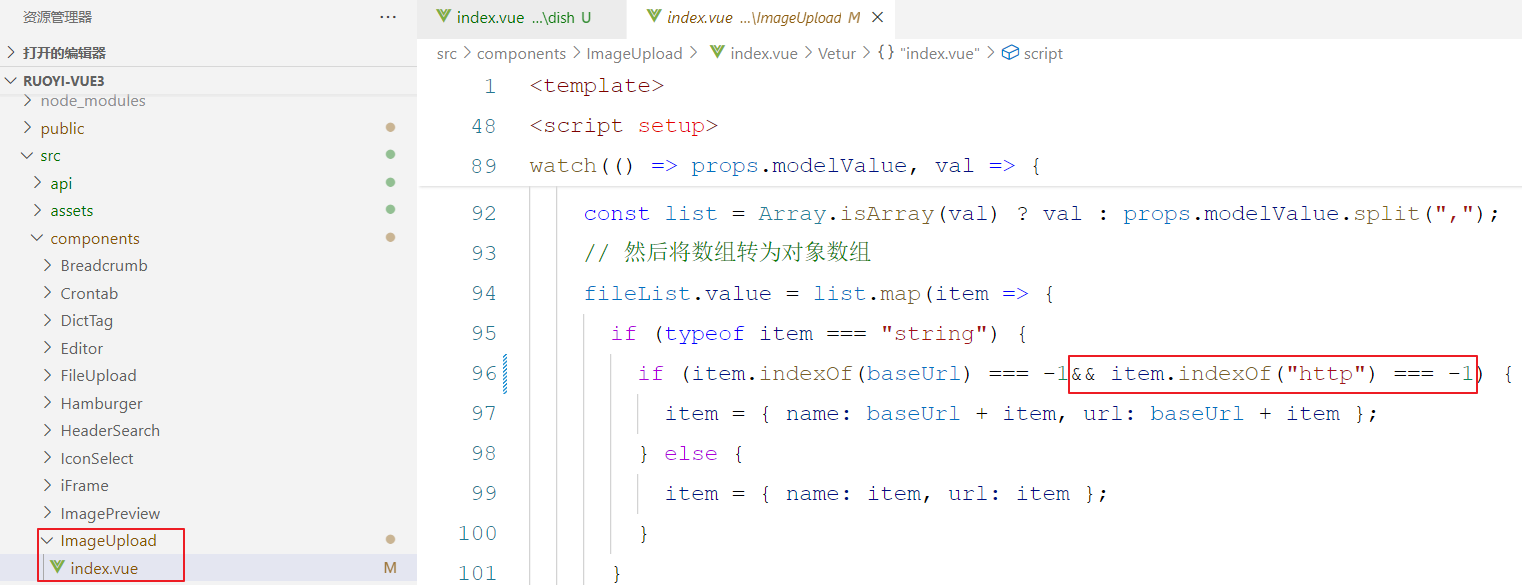 资源管理器 ···
打开的编辑器
RUOYI-VUE3
node_modules
public
src
api
assets
components
Breadcrumb
Crontab
DictTag
Editor
FileUpload
Hamburger
HeaderSearch
IconSelect
iFrame
ImagePreview
ImageUpload
index.vue M
index.vue ...\dish U
index.vue ...\ImageUpload M
src > components > ImageUpload > index.vue > Vetur > {} "index.vue" > script
1 <template>
48 <script setup>
89 watch(() => props.modelValue, val => {
92 const list = Array.isArray(val) ? val : props.modelValue.split(",");
93 // 然后将数组转为对象数组
94 fileList.value = list.map(item => {
95 if (typeof item === "string") {
96 if (item.indexOf(baseUrl) === -1&& item.indexOf("http") === -1) {
97 item = { name: baseUrl + item, url: baseUrl + item };
98 } else {
99 item = { name: item, url: item };
100 }
101 }